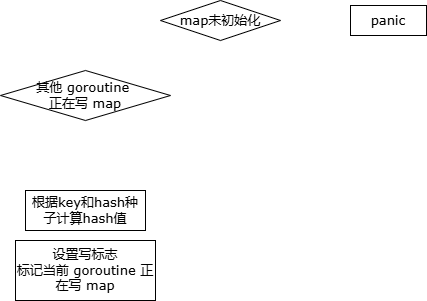 map未初始化
panic
其他 goroutine
正在写 map
根据key和hash种
子计算hash值
设置写标志
标记当前 goroutine 正
在写 map